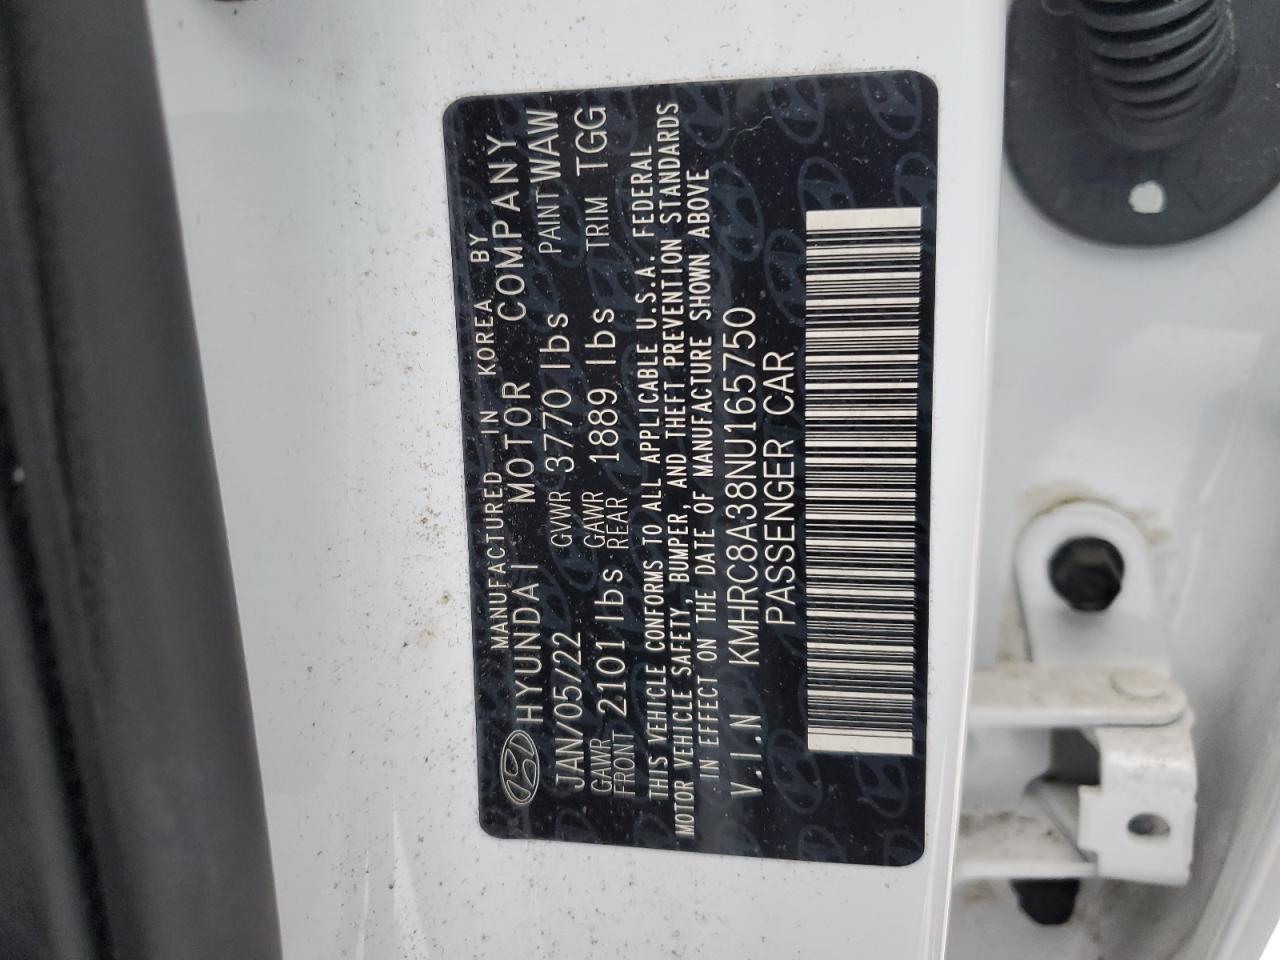 MANUFACTURED IN KOREA BY
HYUNDAI MOTOR COMPANY
JAN/05/22 GVWR 3770 lbs PAINT WAW
GAWR FRONT 2101 lbs GAWR REAR 1889 lbs TRIM TGG
THIS VEHICLE CONFORMS TO ALL APPLICABLE U.S.A. FEDERAL
MOTOR VEHICLE SAFETY, BUMPER, AND THEFT PREVENTION STANDARDS
IN EFFECT ON THE DATE OF MANUFACTURE SHOWN ABOVE
V.I.N KMHRC8A38NU165750
PASSENGER CAR